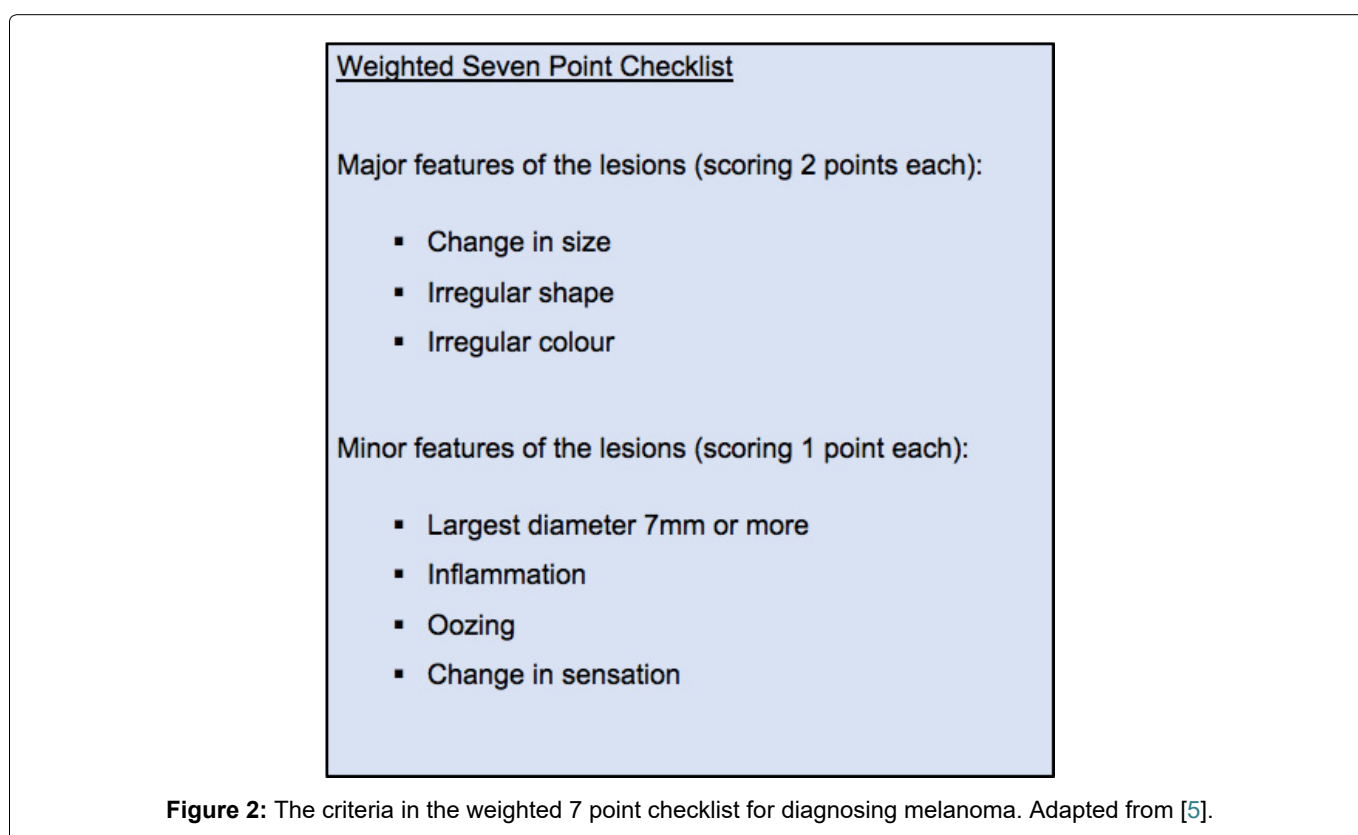 Weighted Seven Point Checklist
Major features of the lesions (scoring 2 points each):
▪ Change in size
▪ Irregular shape
▪ Irregular colour
Minor features of the lesions (scoring 1 point each):
▪ Largest diameter 7mm or more
▪ Inflammation
▪ Oozing
▪ Change in sensation
Figure 2: The criteria in the weighted 7 point checklist for diagnosing melanoma. Adapted from [5].